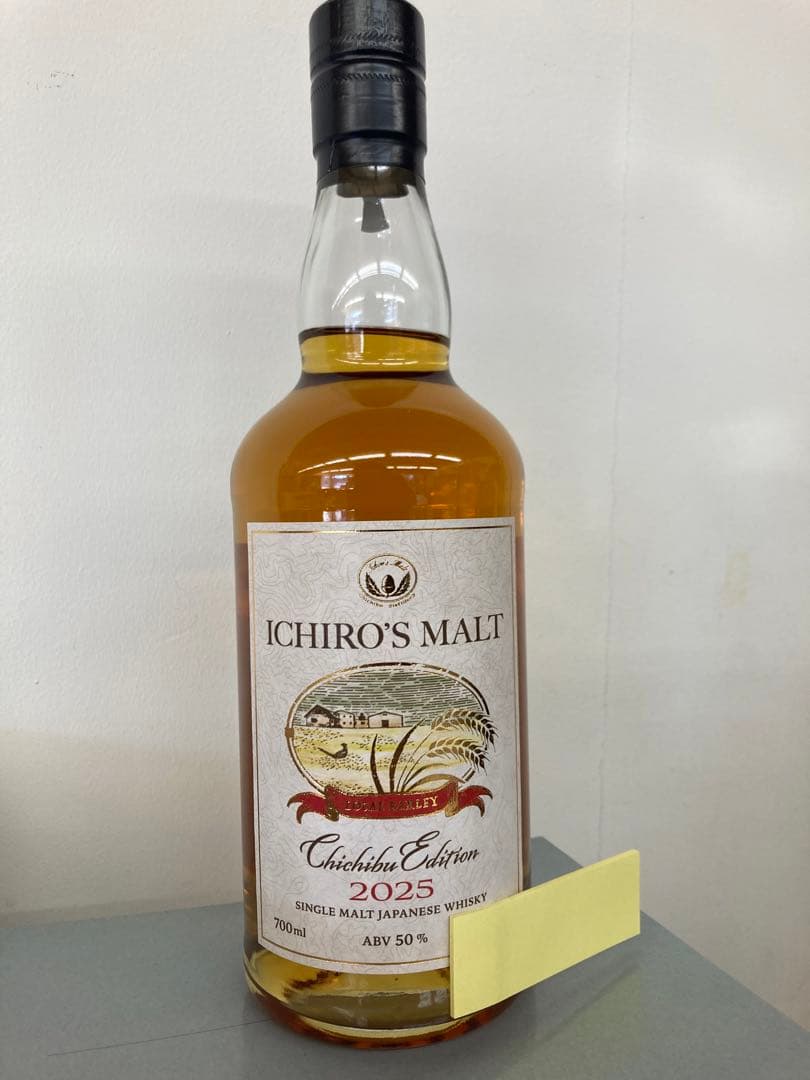 ICHIRO'S MALT
LOCAL BARLEY
Chichibu Edition
2025
SINGLE MALT JAPANESE WHISKY
700ml
ABV 50%